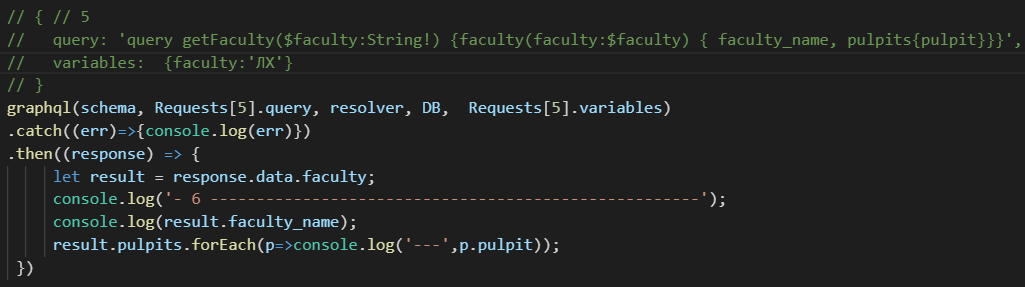 // { // 5
//   query: 'query getFaculty($faculty:String!) {faculty(faculty:$faculty) { faculty_name, pulpits{pulpit}}}',
//   variables:  {faculty:'ЛХ'}
// }
graphql(schema, Requests[5].query, resolver, DB,  Requests[5].variables)
.catch((err)=>{console.log(err)})
.then((response) => {
     let result = response.data.faculty;
     console.log('- 6 -----------------------------------------------------');
     console.log(result.faculty_name);
     result.pulpits.forEach(p=>console.log('---',p.pulpit));
 })